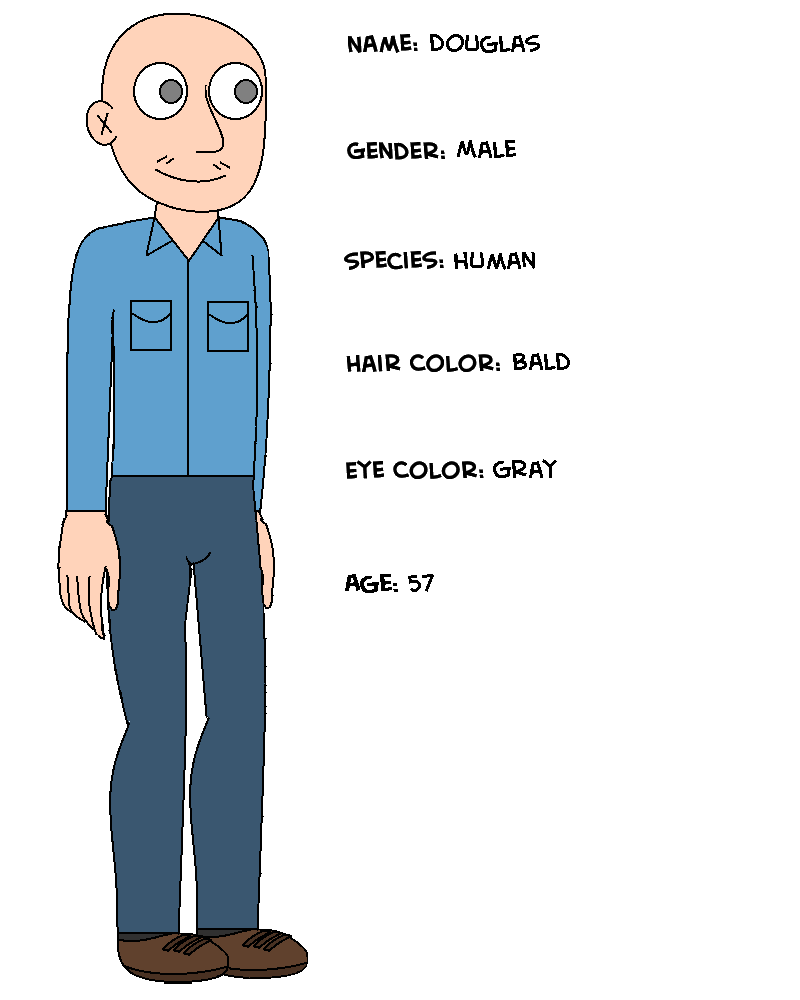 NAME: DOUGLAS
GENDER: MALE
SPECIES: HUMAN
HAIR COLOR: BALD
EYE COLOR: GRAY
AGE: 57